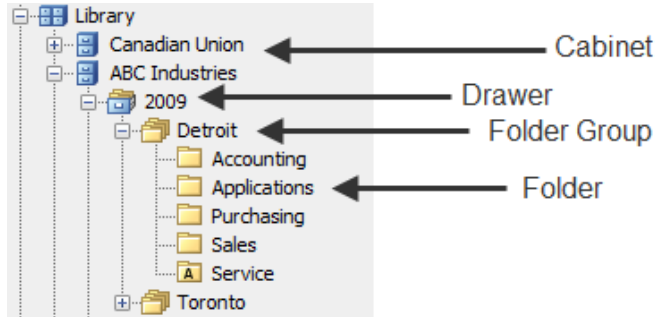 Library
Canadian Union Cabinet
ABC Industries
2009 Drawer
Detroit Folder Group
Accounting
Applications Folder
Purchasing
Sales
A Service
Toronto